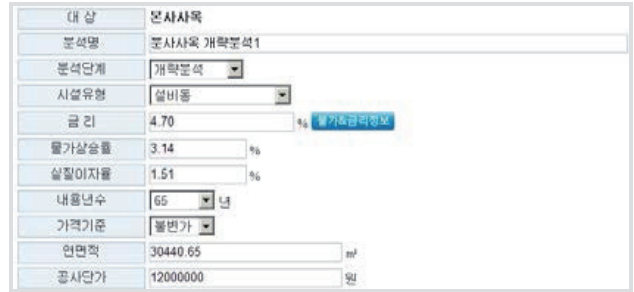 대 상 본사사옥
분석명 본사사옥 개략분석1
분석단계 개략분석
시설유형 설비동
금 리 4.70 % 물가&금리정보
물가상승률 3.14 %
실질이자율 1.51 %
내용년수 65 년
가격기준 불변가
연면적 30440.65 ㎡
공사단가 12000000 원